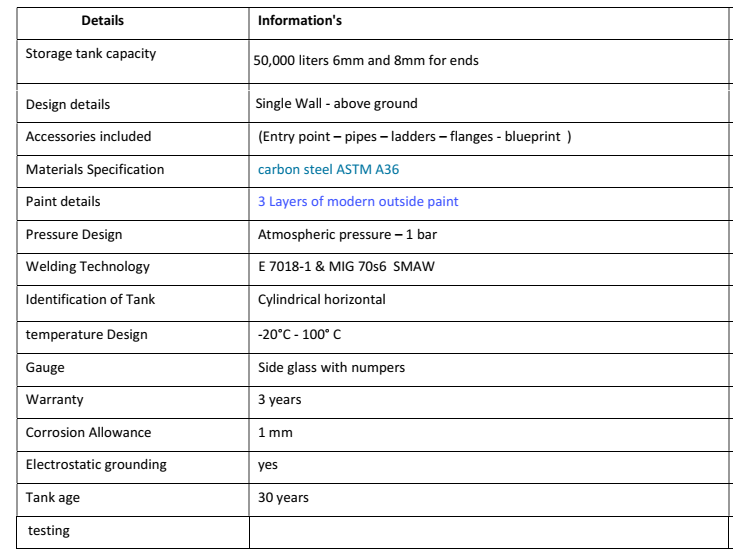 Details Information's
Storage tank capacity 50,000 liters 6mm and 8mm for ends
Design details Single Wall - above ground
Accessories included (Entry point – pipes – ladders – flanges - blueprint )
Materials Specification carbon steel ASTM A36
Paint details 3 Layers of modern outside paint
Pressure Design Atmospheric pressure – 1 bar
Welding Technology E 7018-1 & MIG 70s6 SMAW
Identification of Tank Cylindrical horizontal
temperature Design -20°C - 100° C
Gauge Side glass with numpers
Warranty 3 years
Corrosion Allowance 1 mm
Electrostatic grounding yes
Tank age 30 years
testing